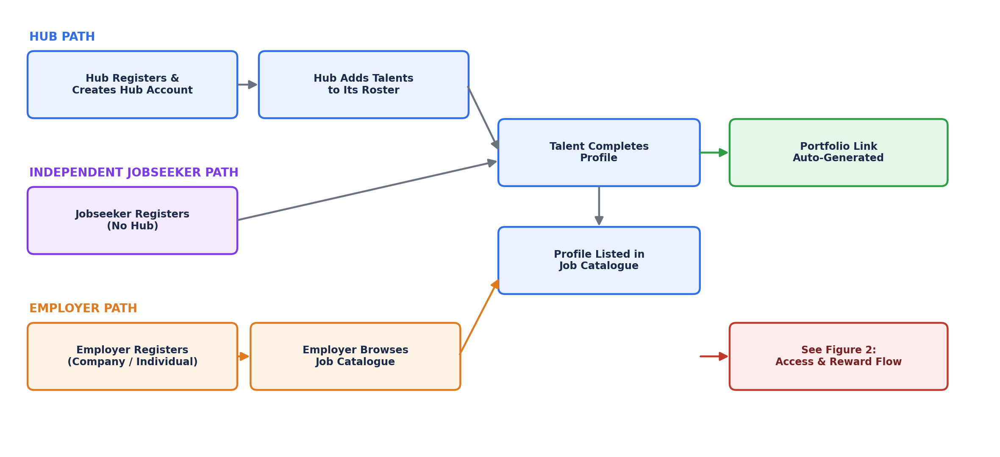 HUB PATH
Hub Registers &
Creates Hub Account
Hub Adds Talents
to Its Roster
Talent Completes
Profile
Portfolio Link
Auto-Generated
INDEPENDENT JOBSEEKER PATH
Jobseeker Registers
(No Hub)
Profile Listed in
Job Catalogue
EMPLOYER PATH
Employer Registers
(Company / Individual)
Employer Browses
Job Catalogue
See Figure 2:
Access & Reward Flow